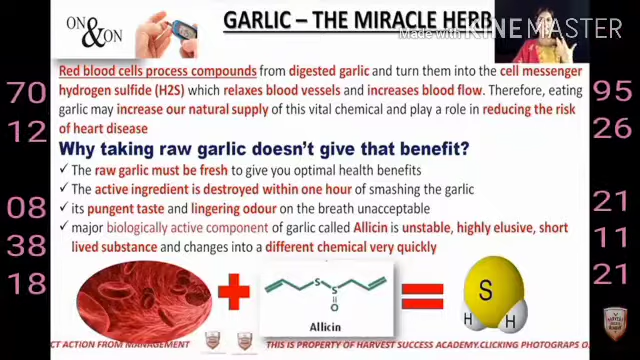 ON & ON
GARLIC – THE MIRACLE HERB
Made with KINEMASTER
Red blood cells process compounds from digested garlic and turn them into the cell messenger
hydrogen sulfide (H2S) which relaxes blood vessels and increases blood flow. Therefore, eating
garlic may increase our natural supply of this vital chemical and play a role in reducing the risk
of heart disease
Why taking raw garlic doesn't give that benefit?
✓ The raw garlic must be fresh to give you optimal health benefits
✓ The active ingredient is destroyed within one hour of smashing the garlic
✓ its pungent taste and lingering odour on the breath unacceptable
✓ major biologically active component of garlic called Allicin is unstable, highly elusive, short
lived substance and changes into a different chemical very quickly
70
12
08
38
18
95
26
21
11
21
+
S
S
O
Allicin
=
S
H H
CT ACTION FROM MANAGEMENT
THIS IS PROPERTY OF HARVEST SUCCESS ACADEMY.CLICKING PHOTOGRAPS O